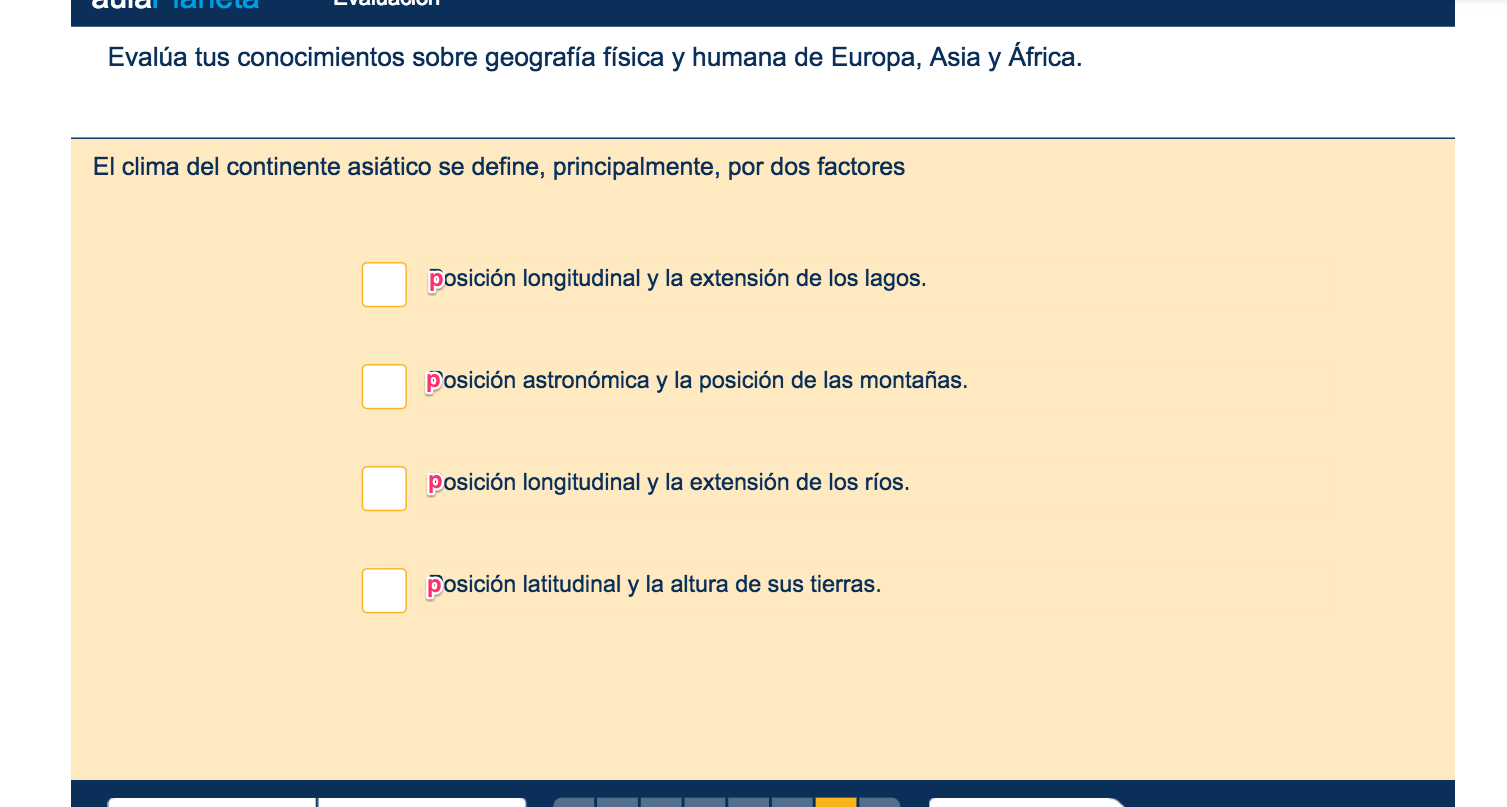 aulaPlaneta Evaluación
Evalúa tus conocimientos sobre geografía física y humana de Europa, Asia y África.
El clima del continente asiático se define, principalmente, por dos factores
posición longitudinal y la extensión de los lagos.
posición astronómica y la posición de las montañas.
posición longitudinal y la extensión de los ríos.
posición latitudinal y la altura de sus tierras.